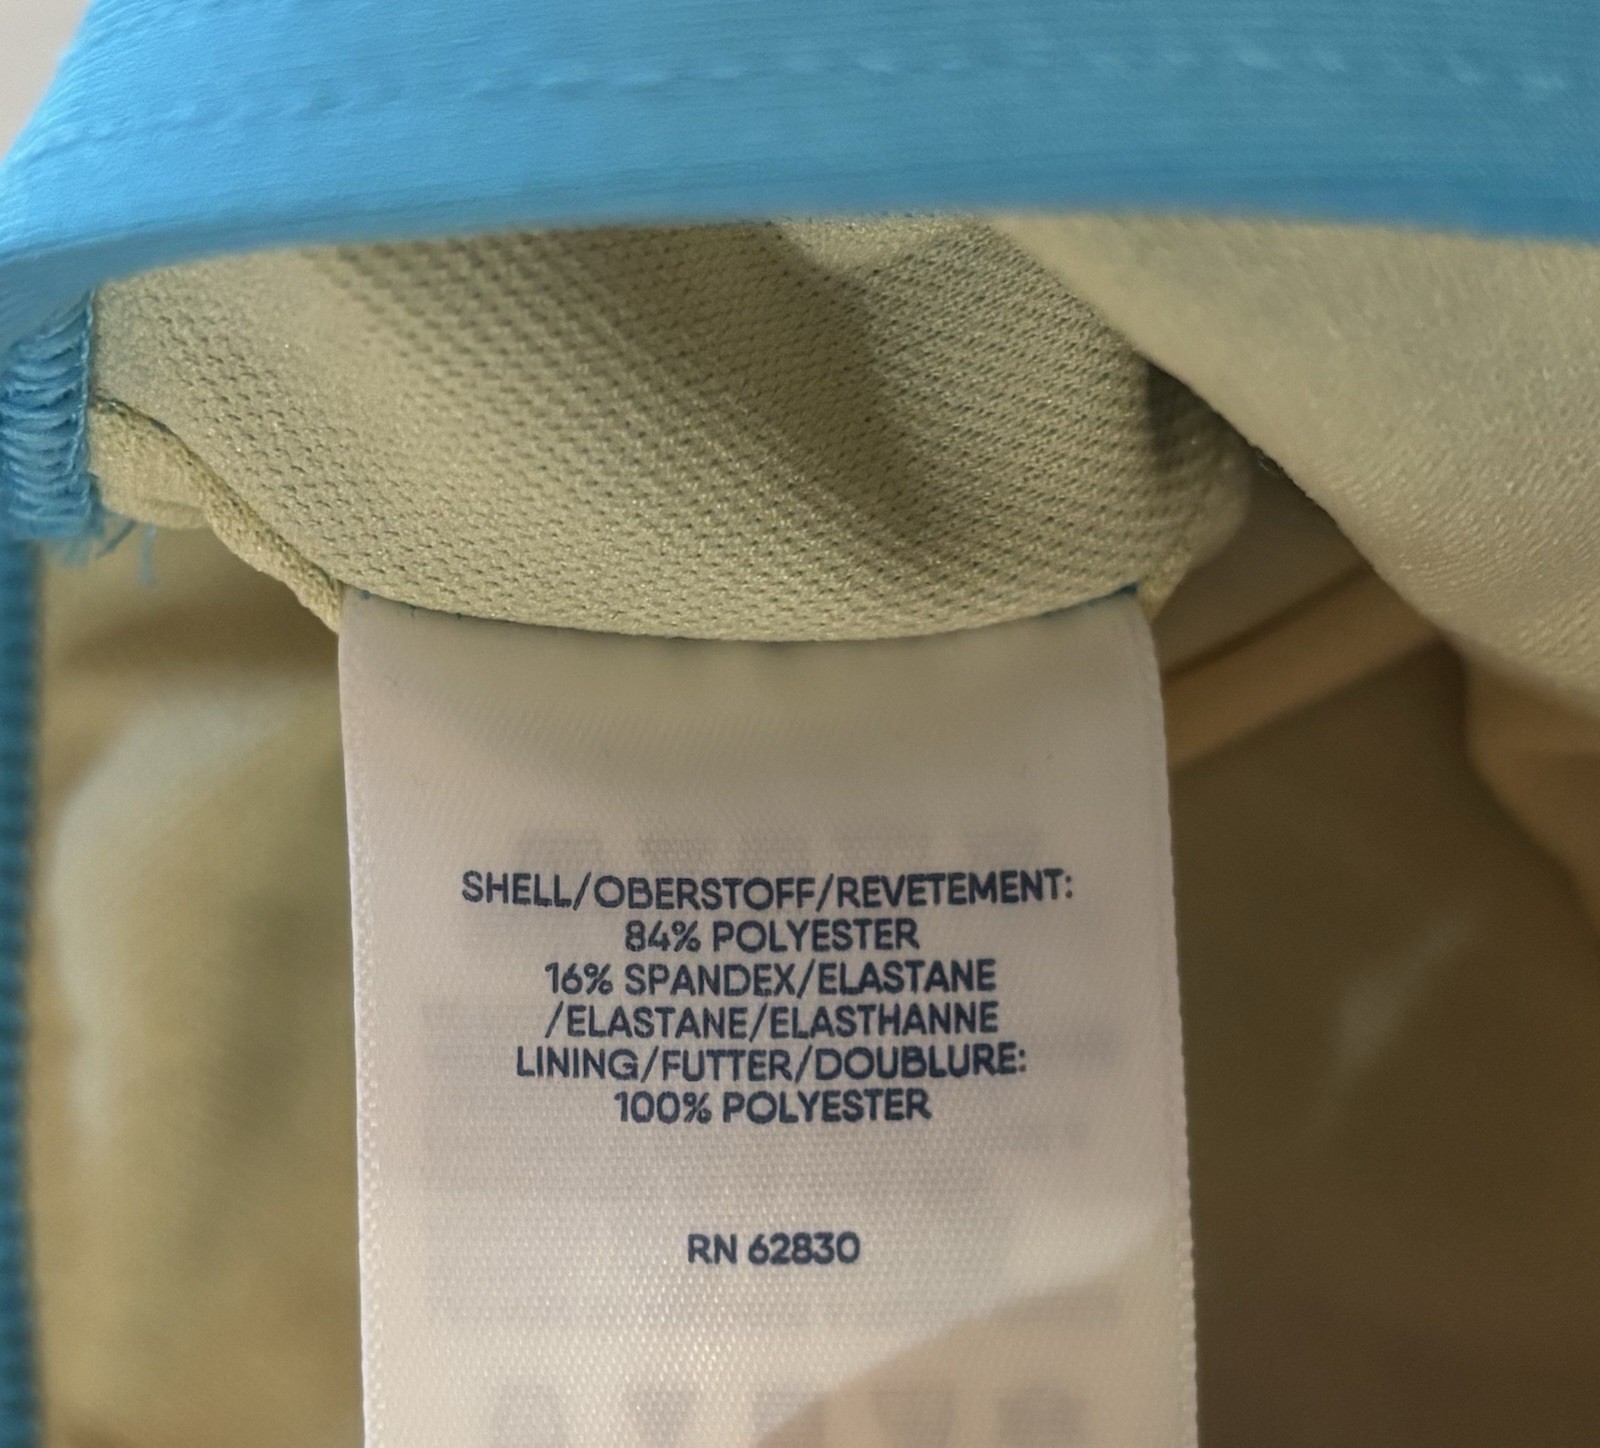 SHELL/OBERSTOFF/REVETEMENT:
84% POLYESTER
16% SPANDEX/ELASTANE
/ELASTANE/ELASTHANNE
LINING/FUTTER/DOUBLURE:
100% POLYESTER
RN 62830